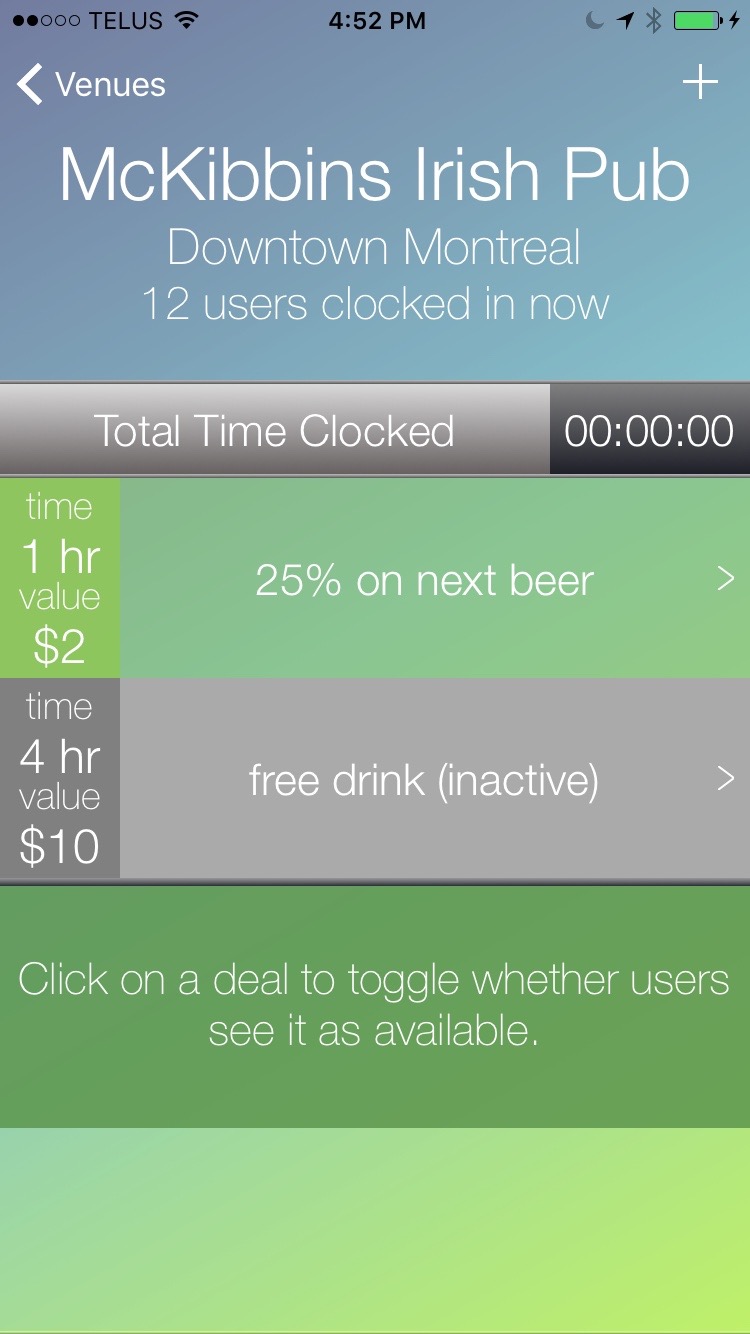 TELUS 4:52 PM
Venues
McKibbins Irish Pub
Downtown Montreal
12 users clocked in now
Total Time Clocked 00:00:00
time
1 hr
value
$2
25% on next beer
time
4 hr
value
$10
free drink (inactive)
Click on a deal to toggle whether users
see it as available.